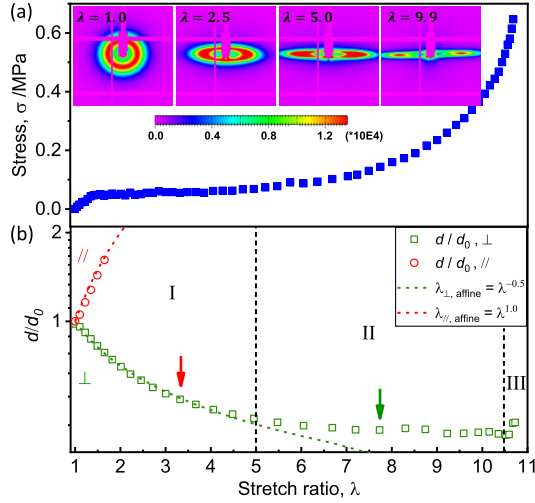 (a)
λ = 1.0
λ = 2.5
λ = 5.0
λ = 9.9
0.6
0.4
0.2
0.0
Stress, σ /MPa
0.0
0.4
0.8
1.2
(*10E4)
(b)
2
1
d/d₀
//
⊥
I
II
III
d / d₀ , ⊥
d / d₀ , //
λ⊥, affine = λ⁻⁰·⁵
λ//, affine = λ¹·⁰
1 2 3 4 5 6 7 8 9 10 11
Stretch ratio, λ